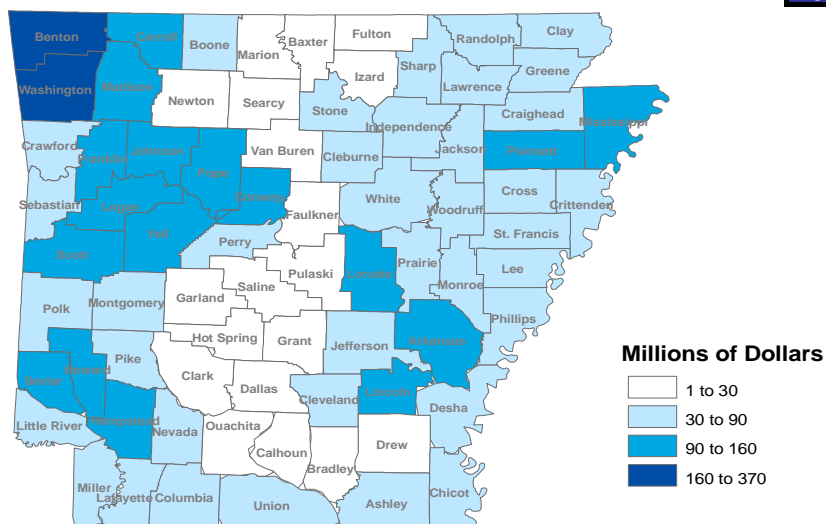 Benton
Carroll
Boone
Marion
Baxter
Fulton
Randolph
Clay
Sharp
Izard
Greene
Lawrence
Washington
Madison
Newton
Searcy
Stone
Independence
Craighead
Mississippi
Crawford
Franklin
Johnson
Pope
Van Buren
Cleburne
Jackson
Poinsett
Sebastian
Logan
Conway
Faulkner
White
Woodruff
Cross
Crittenden
Yell
Perry
St. Francis
Scott
Saline
Pulaski
Lonoke
Prairie
Monroe
Lee
Polk
Montgomery
Garland
Phillips
Hot Spring
Grant
Jefferson
Arkansas
Pike
Howard
Sevier
Clark
Dallas
Cleveland
Lincoln
Desha
Little River
Hempstead
Nevada
Ouachita
Calhoun
Bradley
Drew
Miller
Lafayette
Columbia
Union
Ashley
Chicot
Millions of Dollars
1 to 30
30 to 90
90 to 160
160 to 370